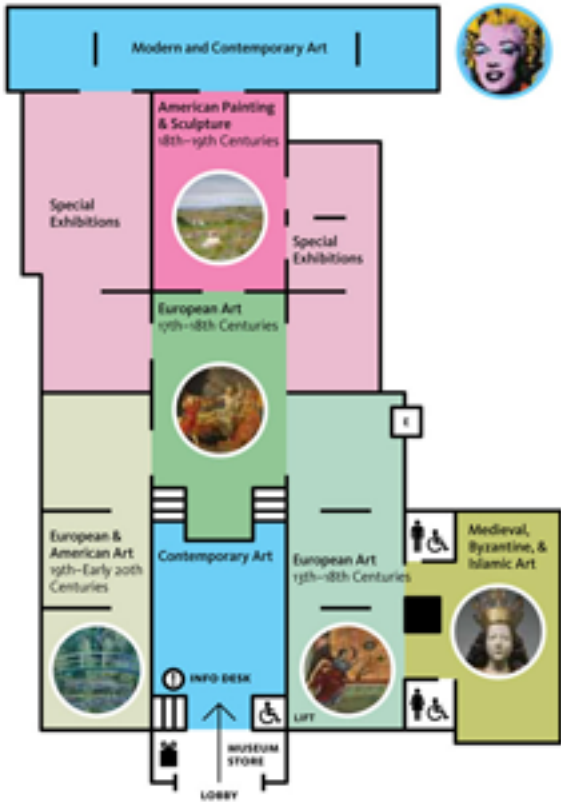 Modern and Contemporary Art
American Painting
& Sculpture
18th–19th Centuries
Special
Exhibitions
Special
Exhibitions
European Art
17th–18th Centuries
E
European &
American Art
19th–Early 20th
Centuries
Contemporary Art
European Art
13th–18th Centuries
Medieval,
Byzantine, &
Islamic Art
INFO DESK
LIFT
MUSEUM
STORE
LOBBY